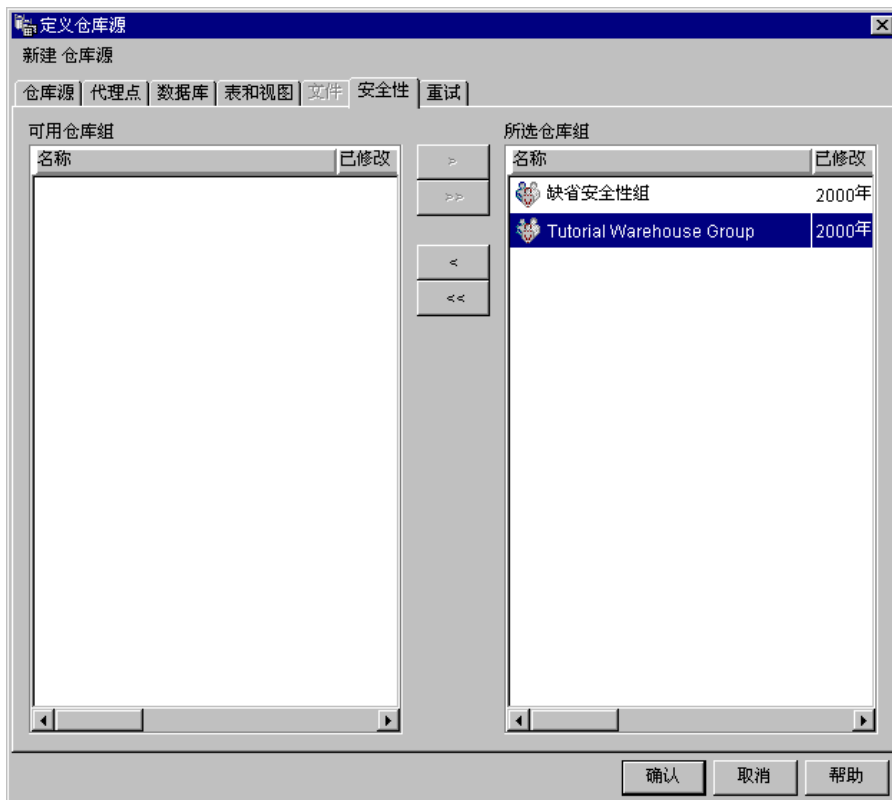 定义仓库源
新建 仓库源
仓库源 代理点 数据库 表和视图 文件 安全性 重试
可用仓库组
名称 已修改
>
>>
<
<<
所选仓库组
名称 已修改
缺省安全性组 2000年
Tutorial Warehouse Group 2000年
确认 取消 帮助